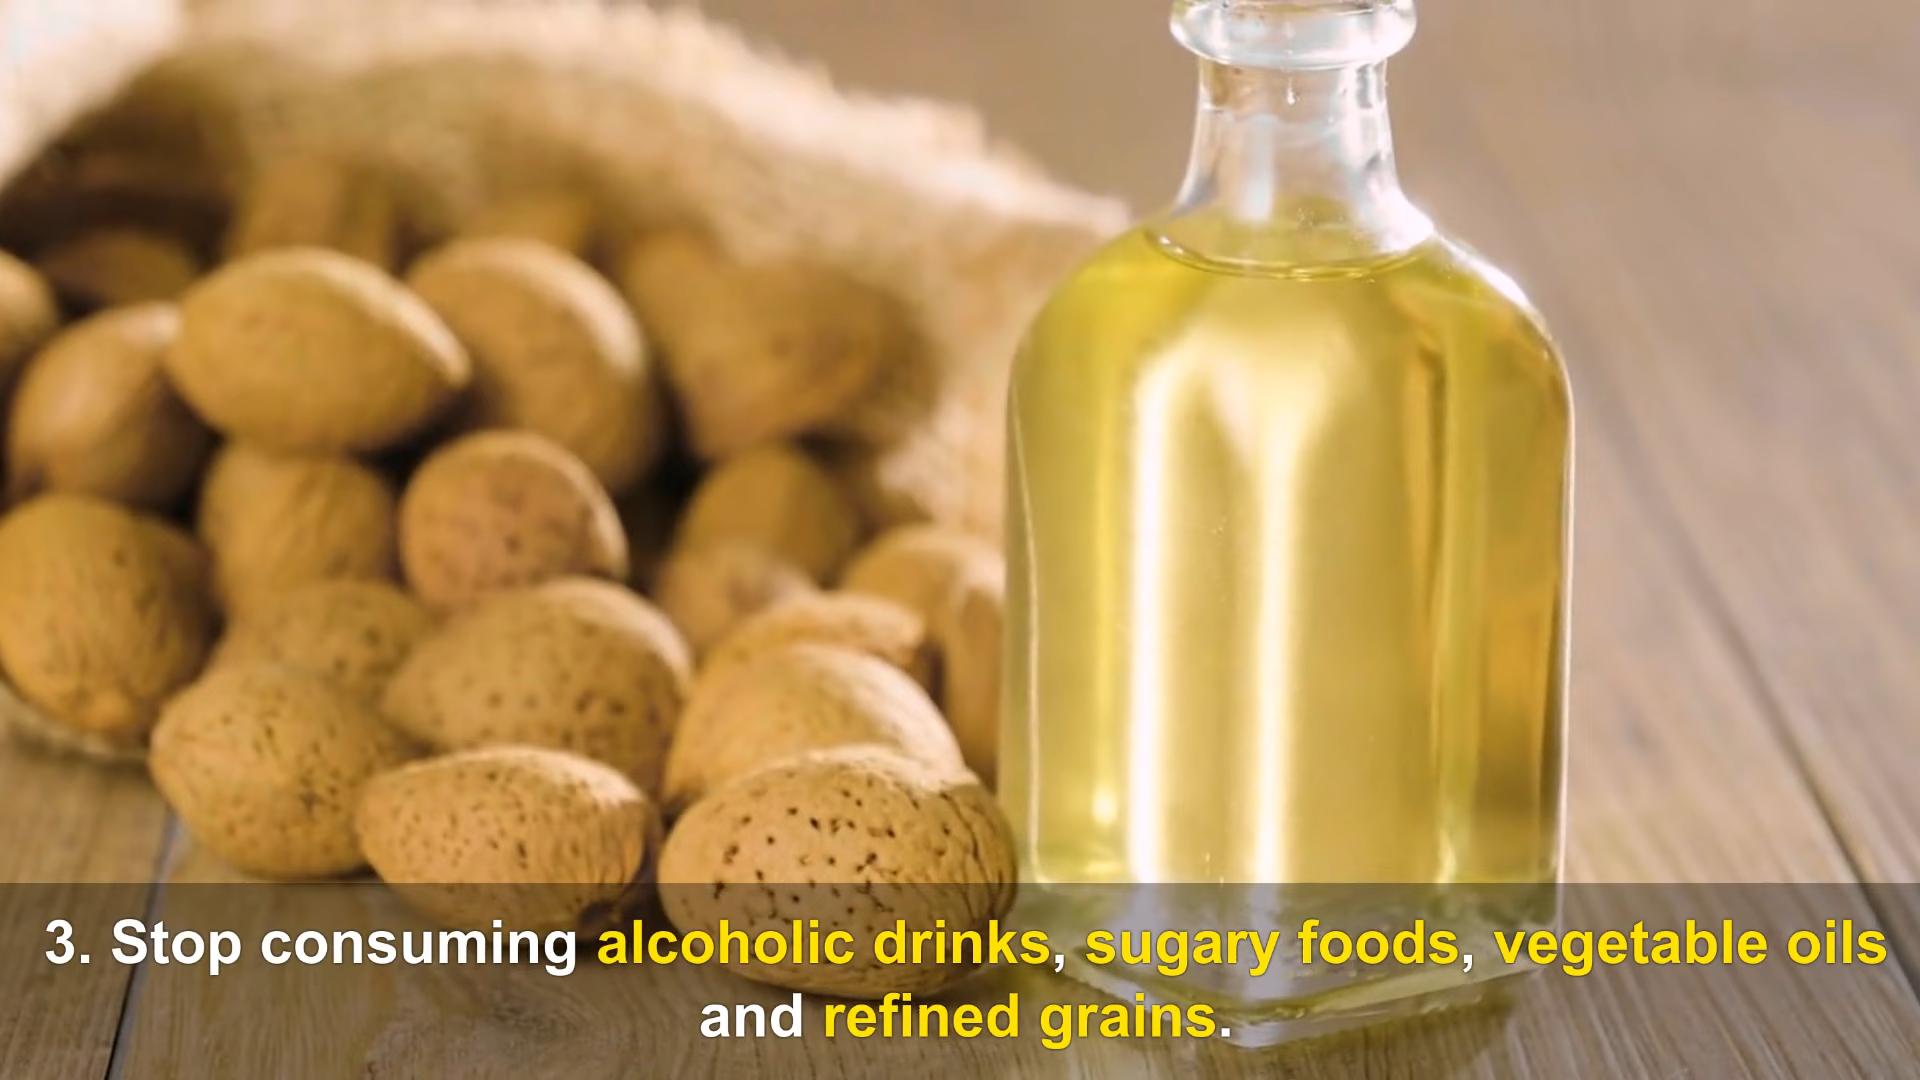 3. Stop consuming alcoholic drinks, sugary foods, vegetable oils
and refined grains.